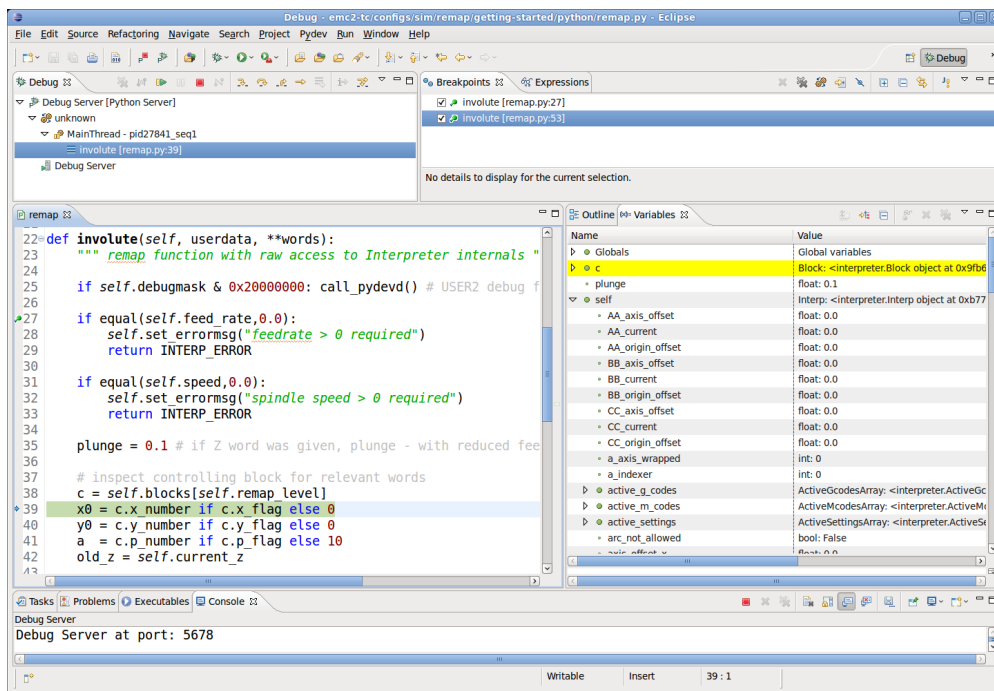 Debug - emc2-tc/configs/sim/remap/getting-started/python/remap.py - Eclipse
File Edit Source Refactoring Navigate Search Project Pydev Run Window Help
Debug
Debug
Debug Server [Python Server]
unknown
MainThread - pid27841_seq1
involute [remap.py:39]
Debug Server
Breakpoints Expressions
involute [remap.py:27]
involute [remap.py:53]
No details to display for the current selection.
remap
22 def involute(self, userdata, **words):
23 """ remap function with raw access to Interpreter internals "
24
25 if self.debugmask & 0x20000000: call_pydevd() # USER2 debug f
26
27 if equal(self.feed_rate,0.0):
28 self.set_errormsg("feedrate > 0 required")
29 return INTERP_ERROR
30
31 if equal(self.speed,0.0):
32 self.set_errormsg("spindle speed > 0 required")
33 return INTERP_ERROR
34
35 plunge = 0.1 # if Z word was given, plunge - with reduced fee
36
37 # inspect controlling block for relevant words
38 c = self.blocks[self.remap_level]
39 x0 = c.x_number if c.x_flag else 0
40 y0 = c.y_number if c.y_flag else 0
41 a = c.p_number if c.p_flag else 10
42 old_z = self.current_z
43
Outline Variables
Name Value
Globals Global variables
c Block: <interpreter.Block object at 0x9fb6
plunge float: 0.1
self Interp: <interpreter.Interp object at 0xb77
AA_axis_offset float: 0.0
AA_current float: 0.0
AA_origin_offset float: 0.0
BB_axis_offset float: 0.0
BB_current float: 0.0
BB_origin_offset float: 0.0
CC_axis_offset float: 0.0
CC_current float: 0.0
CC_origin_offset float: 0.0
a_axis_wrapped int: 0
a_indexer int: 0
active_g_codes ActiveGcodesArray: <interpreter.ActiveGc
active_m_codes ActiveMcodesArray: <interpreter.ActiveMc
active_settings ActiveSettingsArray: <interpreter.ActiveSe
arc_not_allowed bool: False
axis_offset_x float: 0.0
Tasks Problems Executables Console
Debug Server
Debug Server at port: 5678
Writable Insert 39 : 1